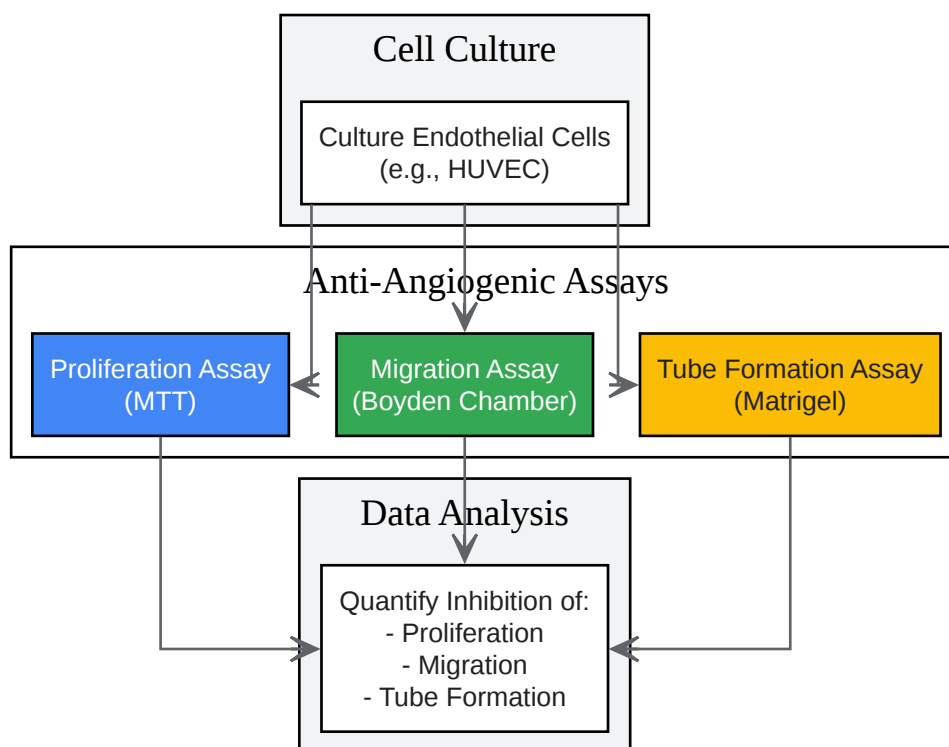 Cell Culture
Culture Endothelial Cells
(e.g., HUVEC)
Anti-Angiogenic Assays
Proliferation Assay
(MTT)
Migration Assay
(Boyden Chamber)
Tube Formation Assay
(Matrigel)
Data Analysis
Quantify Inhibition of:
- Proliferation
- Migration
- Tube Formation